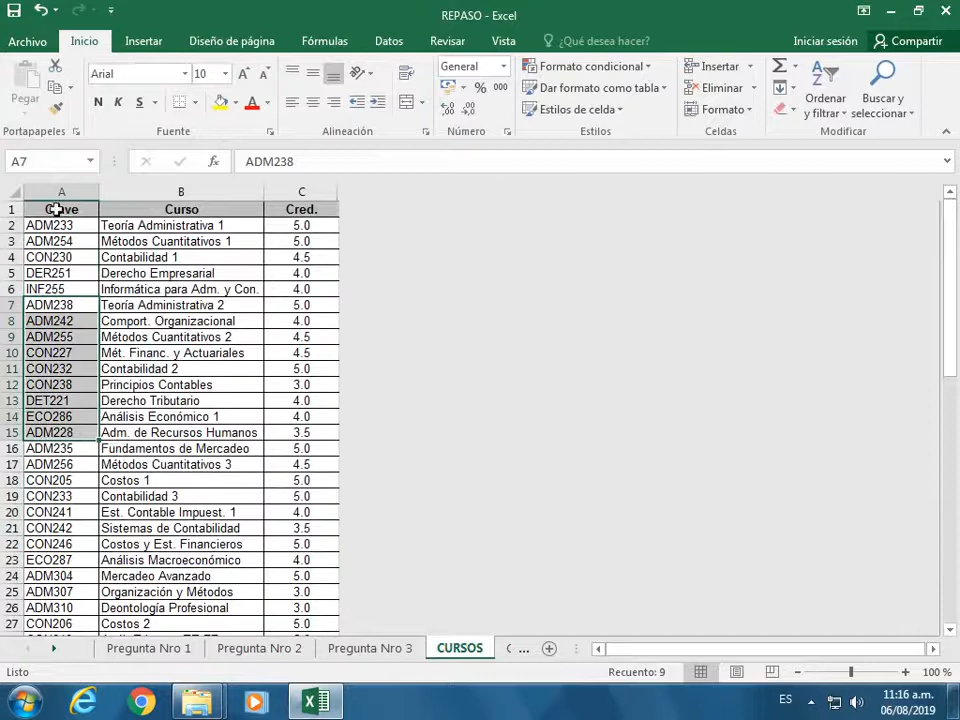 REPASO - Excel
Archivo Inicio Insertar Diseño de página Fórmulas Datos Revisar Vista ¿Qué desea hacer? Iniciar sesión Compartir
Pegar
Arial 10
N K S
General
% 000
Formato condicional
Dar formato como tabla
Estilos de celda
Insertar
Eliminar
Formato
Ordenar y filtrar
Buscar y seleccionar
Portapapeles Fuente Alineación Número Estilos Celdas Modificar
A7 fx ADM238
A B C
1 Curso Cred.
2 ADM233 Teoría Administrativa 1 5.0
3 ADM254 Métodos Cuantitativos 1 5.0
4 CON230 Contabilidad 1 4.5
5 DER251 Derecho Empresarial 4.0
6 INF255 Informática para Adm. y Con. 4.0
7 ADM238 Teoría Administrativa 2 5.0
8 ADM242 Comport. Organizacional 4.0
9 ADM255 Métodos Cuantitativos 2 4.5
10 CON227 Mét. Financ. y Actuariales 4.5
11 CON232 Contabilidad 2 5.0
12 CON238 Principios Contables 3.0
13 DET221 Derecho Tributario 4.0
14 ECO286 Análisis Económico 1 4.0
15 ADM228 Adm. de Recursos Humanos 3.5
16 ADM235 Fundamentos de Mercadeo 5.0
17 ADM256 Métodos Cuantitativos 3 4.5
18 CON205 Costos 1 5.0
19 CON233 Contabilidad 3 5.0
20 CON241 Est. Contable Impuest. 1 4.0
21 CON242 Sistemas de Contabilidad 3.5
22 CON246 Costos y Est. Financieros 5.0
23 ECO287 Análisis Macroeconómico 4.0
24 ADM304 Mercadeo Avanzado 5.0
25 ADM307 Organización y Métodos 3.0
26 ADM310 Deontología Profesional 3.0
27 CON206 Costos 2 5.0
Pregunta Nro 1 Pregunta Nro 2 Pregunta Nro 3 CURSOS ...
Listo Recuento: 9 100 %
ES 11:16 a.m.
06/08/2019